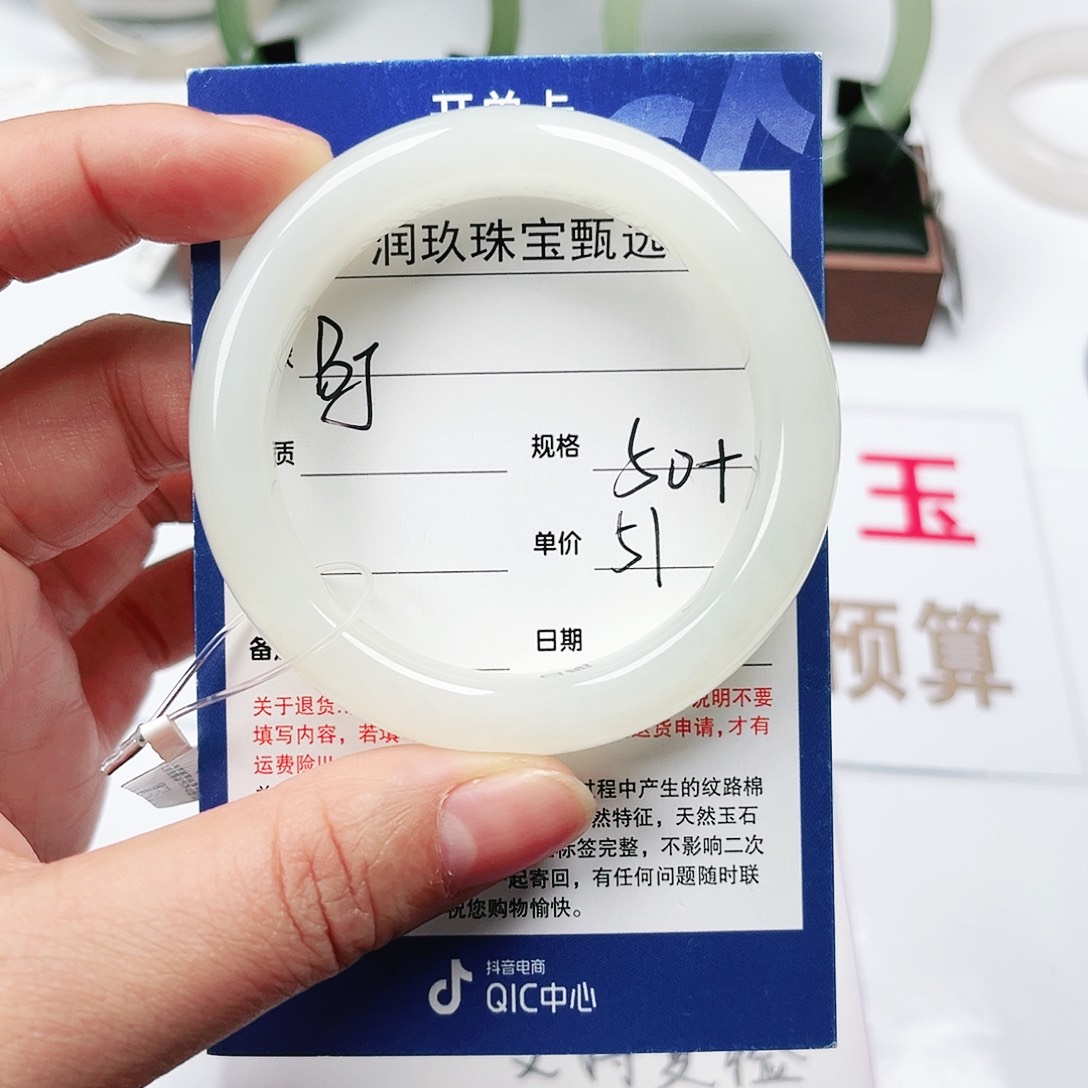 开单卡
润玖珠宝甄选
BJ
质
规格 50+
单价 51
备
日期
关于退货 说明不要
填写内容，若填 退货申请，才有
运费险!!!
过程中产生的纹路棉
然特征，天然玉石
标签完整，不影响二次
一起寄回，有任何问题随时联
祝您购物愉快。
抖音电商
QIC中心
玉
预算